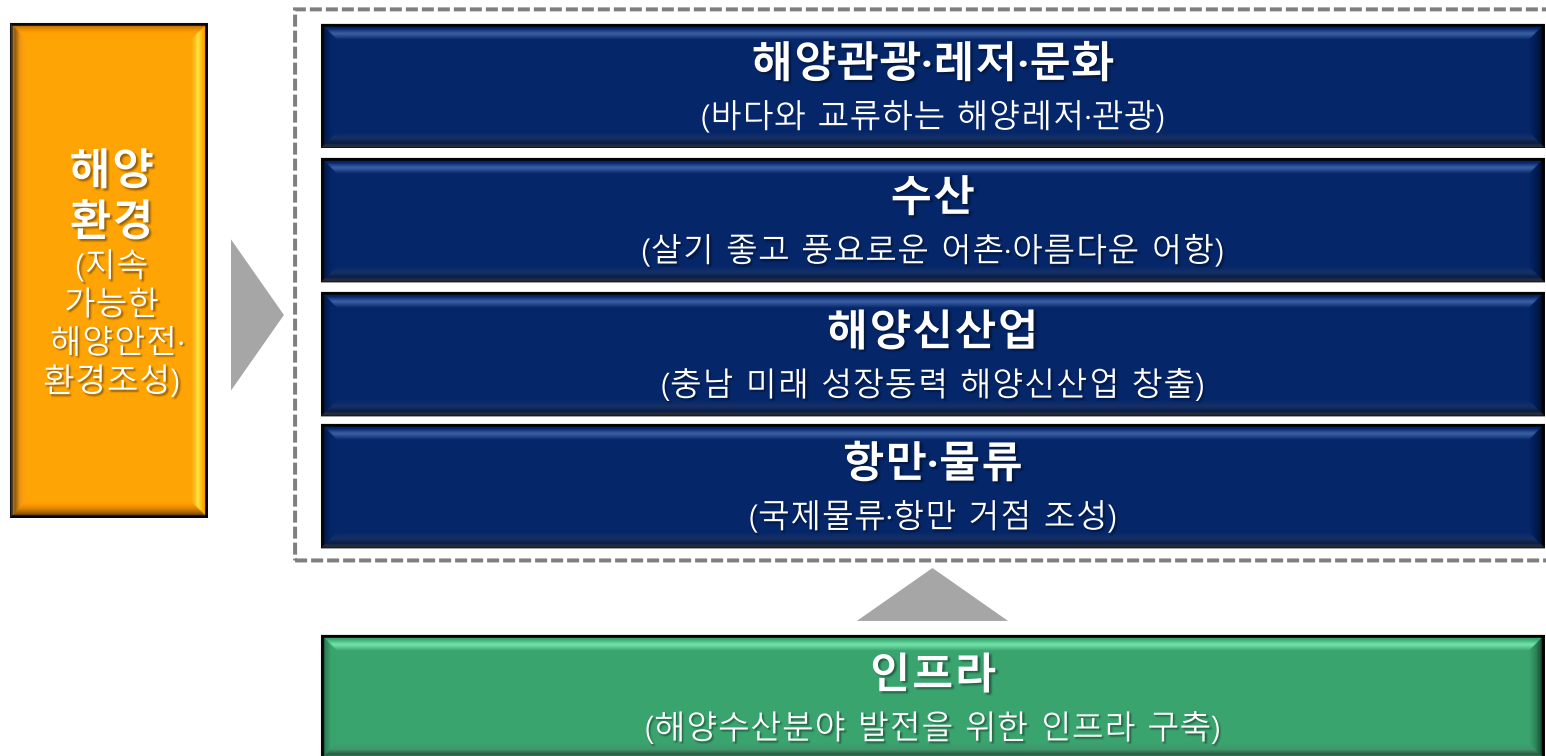 해양
환경
(지속
가능한
해양안전·
환경조성)
해양관광·레저·문화
(바다와 교류하는 해양레저·관광)
수산
(살기 좋고 풍요로운 어촌·아름다운 어항)
해양신산업
(충남 미래 성장동력 해양신산업 창출)
항만·물류
(국제물류·항만 거점 조성)
인프라
(해양수산분야 발전을 위한 인프라 구축)